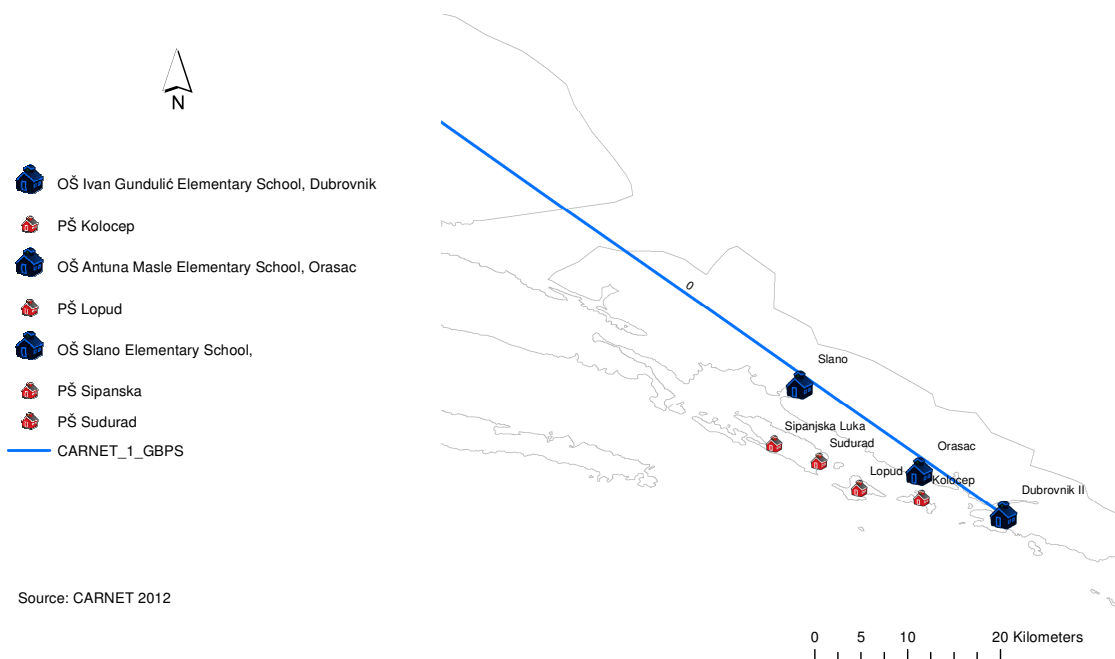 N
OŠ Ivan Gundulić Elementary School, Dubrovnik
PŠ Kolocep
OŠ Antuna Masle Elementary School, Orasac
PŠ Lopud
OŠ Slano Elementary School,
PŠ Sipanska
PŠ Sudurad
CARNET_1_GBPS
0
Slano
Sipanjska Luka
Sudurad
Orasac
Lopud
Kolocep
Dubrovnik II
Source: CARNET 2012
0 5 10 20 Kilometers